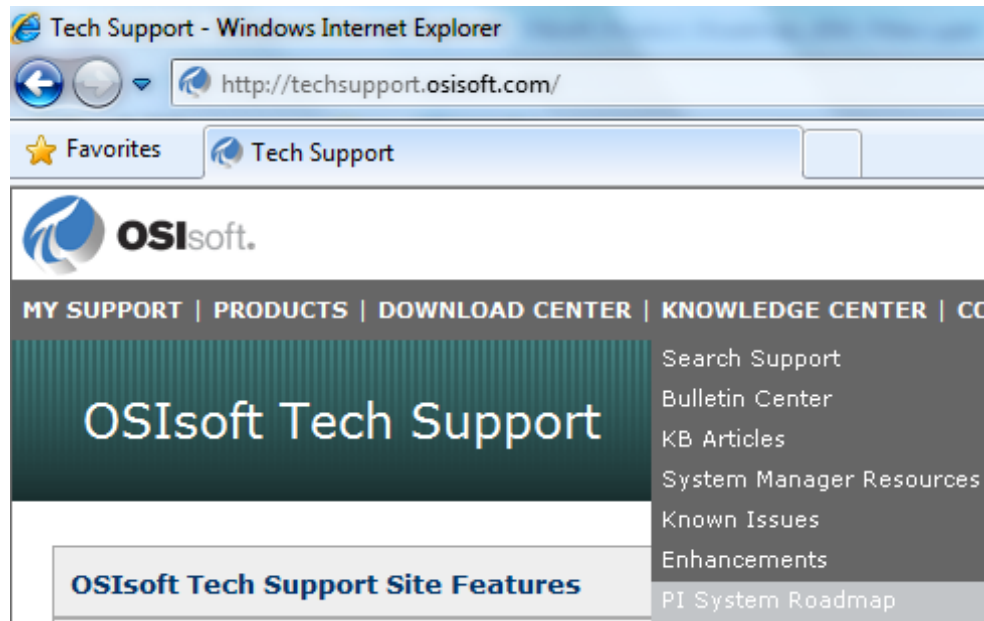 Tech Support - Windows Internet Explorer
http://techsupport.osisoft.com/
Favorites
Tech Support
OSIsoft.
MY SUPPORT | PRODUCTS | DOWNLOAD CENTER | KNOWLEDGE CENTER |
Search Support
Bulletin Center
OSIsoft Tech Support
KB Articles
System Manager Resources
Known Issues
Enhancements
OSIsoft Tech Support Site Features
PI System Roadmap